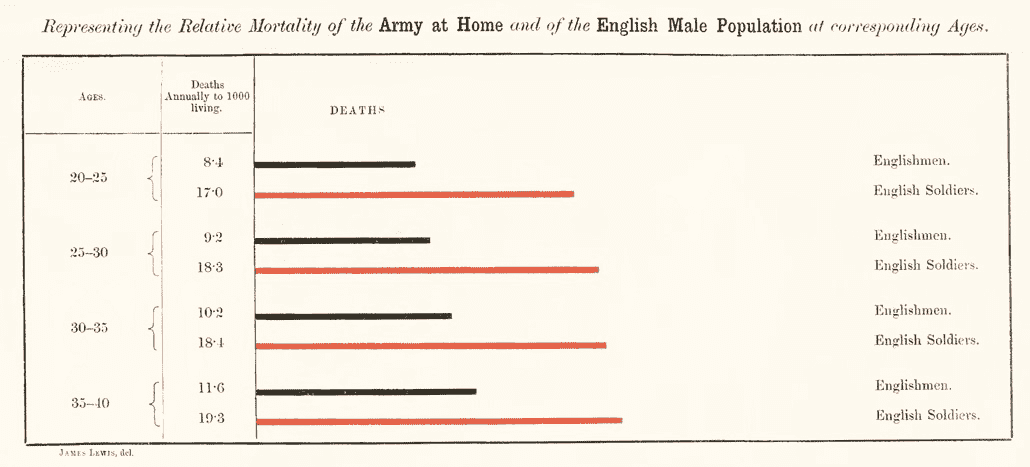 Representing the Relative Mortality of the Army at Home and of the English Male Population at corresponding Ages.
AGES.
Deaths
Annually to 1000
living.
DEATHS
20–25
8·4
Englishmen.
17·0
English Soldiers.
25–30
9·2
Englishmen.
18·3
English Soldiers.
30–35
10·2
Englishmen.
18·4
English Soldiers.
35–40
11·6
Englishmen.
19·3
English Soldiers.
JAMES LEWIS, del.